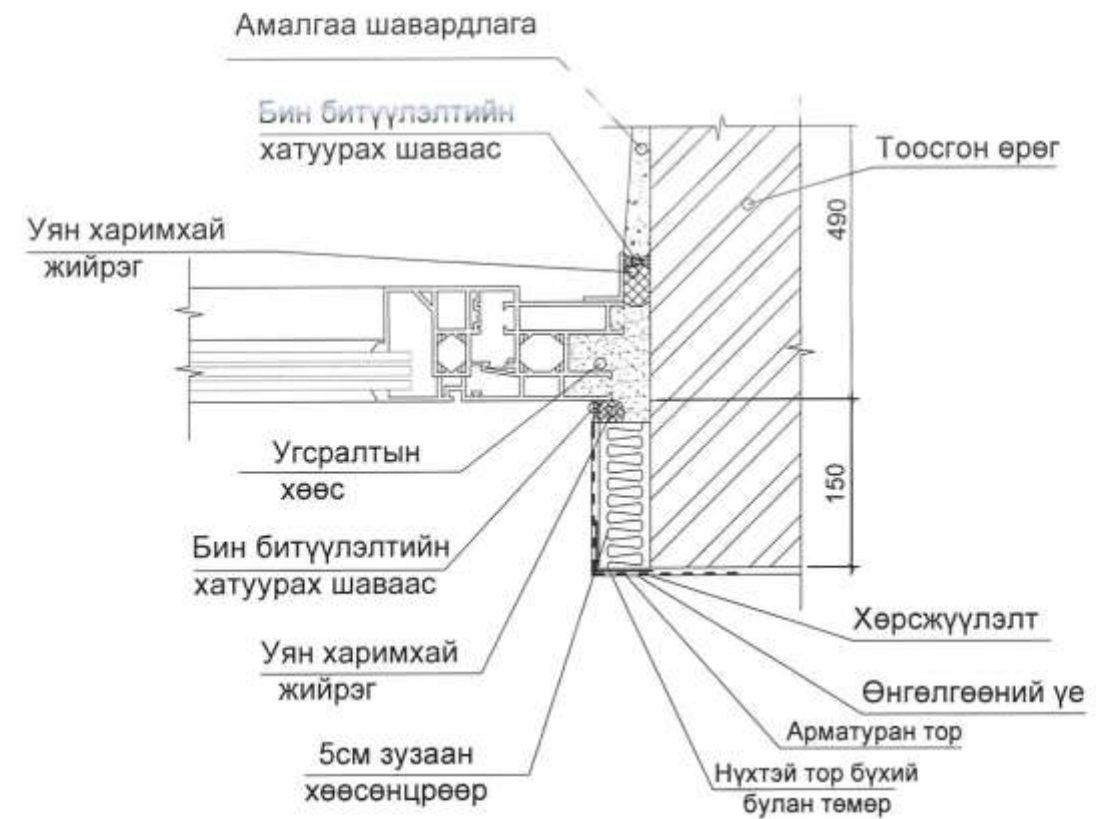 Амалгаа шавардлага
Бин битүүлэлтийн
хатуурах шаваас
Тоосгон өрөг
490
Уян харимхай
жийрэг
Угсралтын
хөөс
150
Бин битүүлэлтийн
хатуурах шаваас
Хөрсжүүлэлт
Уян харимхай
жийрэг
Өнгөлгөөний үе
Арматуран тор
5см зузаан
хөөсөнцрөөр
Нүхтэй тор бүхий
булан төмөр